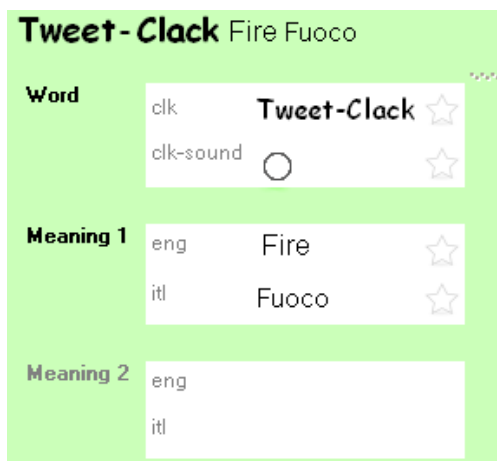 Tweet-Clack Fire Fuoco
Word
clk Tweet-Clack
clk-sound
Meaning 1
eng Fire
itl Fuoco
Meaning 2
eng
itl